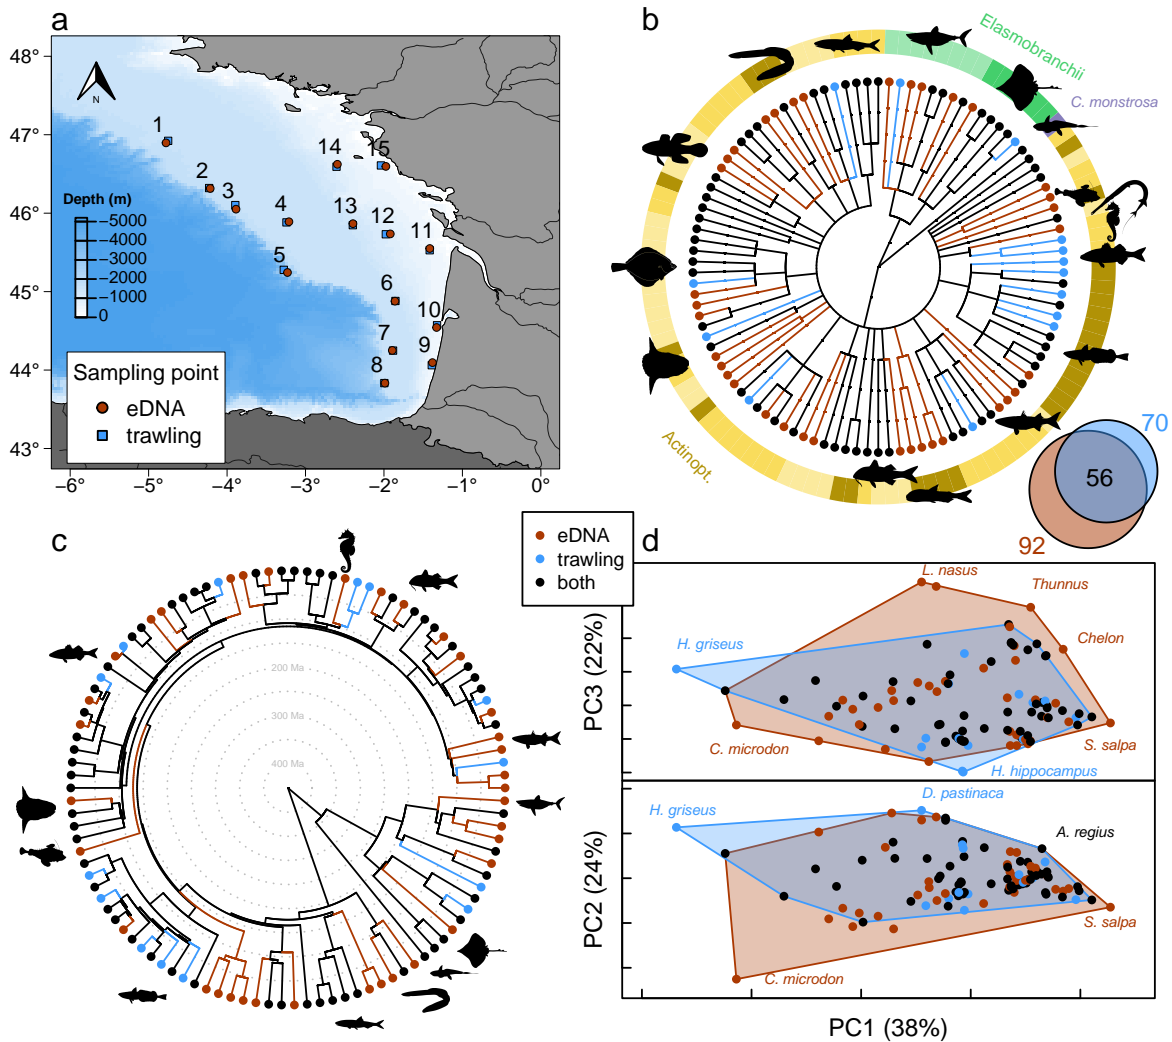 a
48°
47°
46°
45°
44°
43°
−6°
−5°
−4°
−3°
−2°
−1°
0°
N
1
2
3
4
5
6
7
8
9
10
11
12
13
14
15
Depth (m)
−5000
−4000
−3000
−2000
−1000
0
Sampling point
eDNA
trawling
b
Elasmobranchii
C. monstrosa
Actinopt.
70
56
92
c
200 Ma
300 Ma
400 Ma
eDNA
trawling
both
d
PC3 (22%)
L. nasus
Thunnus
Chelon
H. griseus
C. microdon
S. salpa
H. hippocampus
PC2 (24%)
H. griseus
D. pastinaca
A. regius
S. salpa
C. microdon
PC1 (38%)